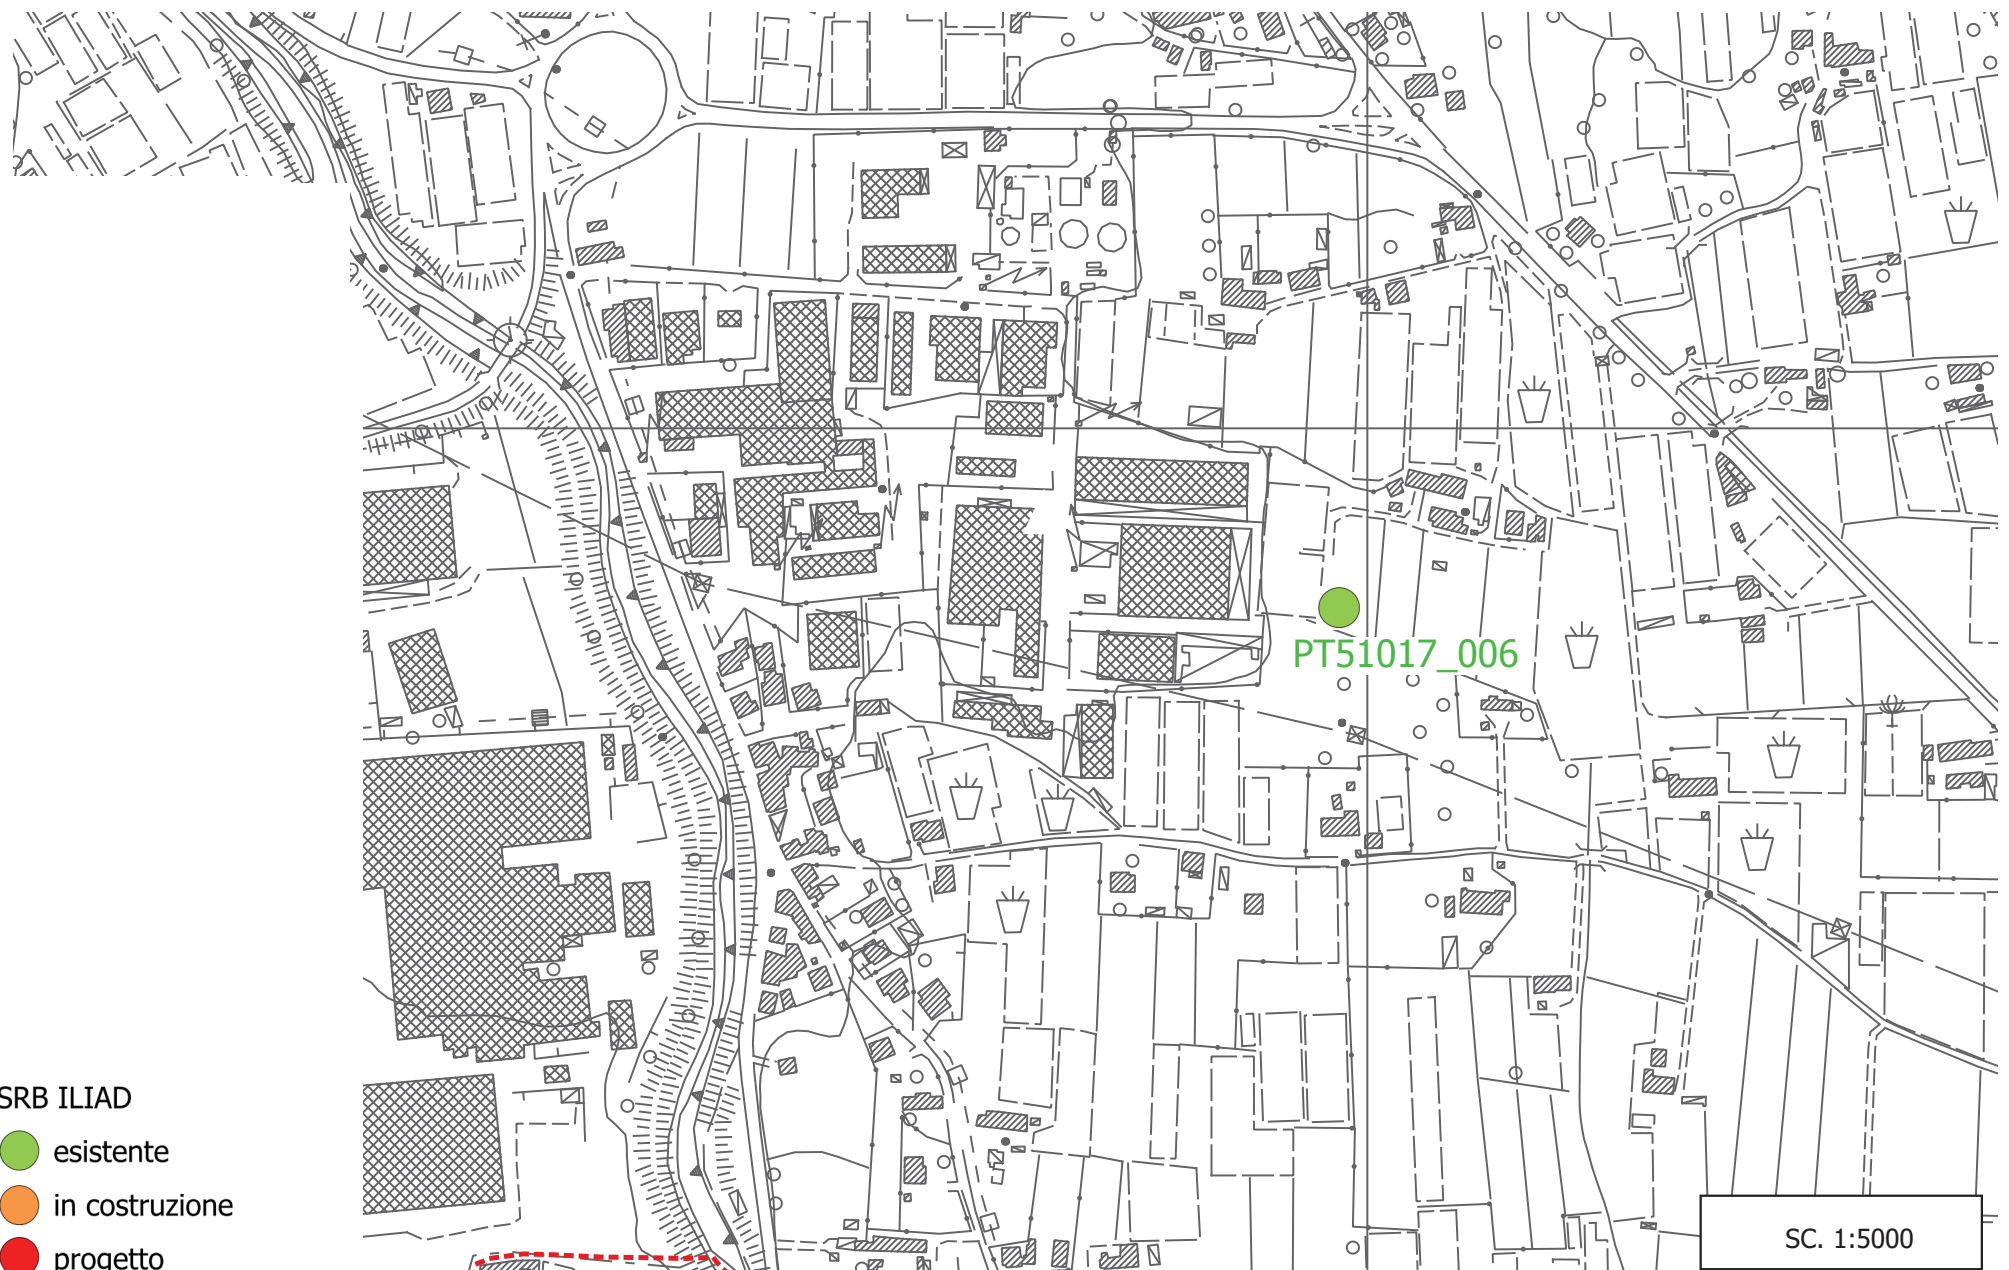 PT51017_006
SRB ILIAD
esistente
in costruzione
progetto
SC. 1:5000